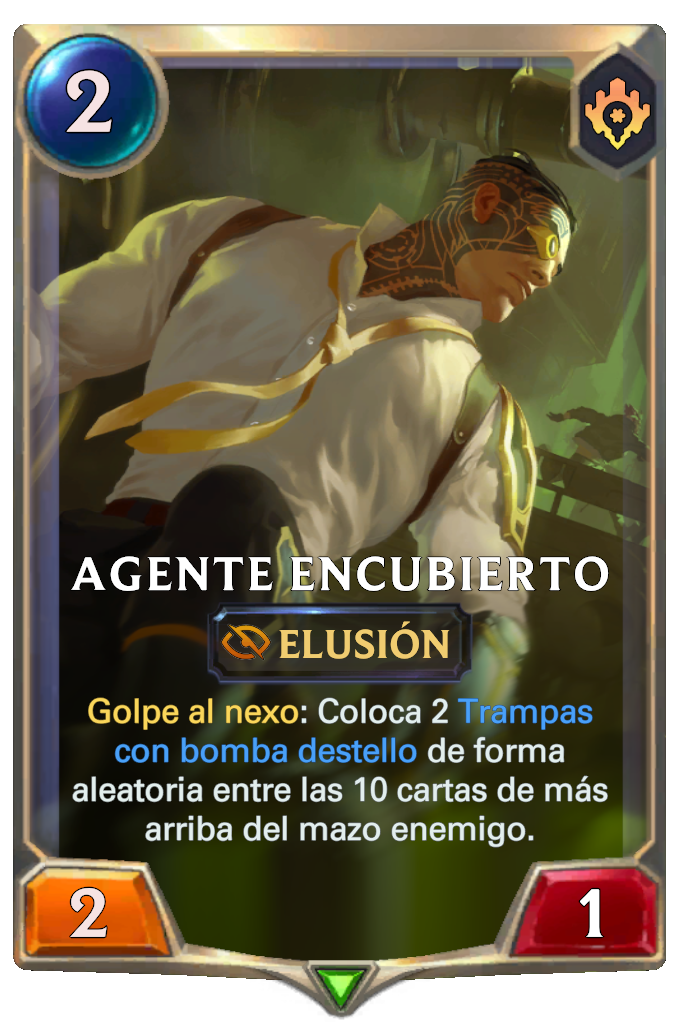 2
AGENTE ENCUBIERTO
ELUSIÓN
Golpe al nexo: Coloca 2 Trampas
con bomba destello de forma
aleatoria entre las 10 cartas de más
arriba del mazo enemigo.
2
1